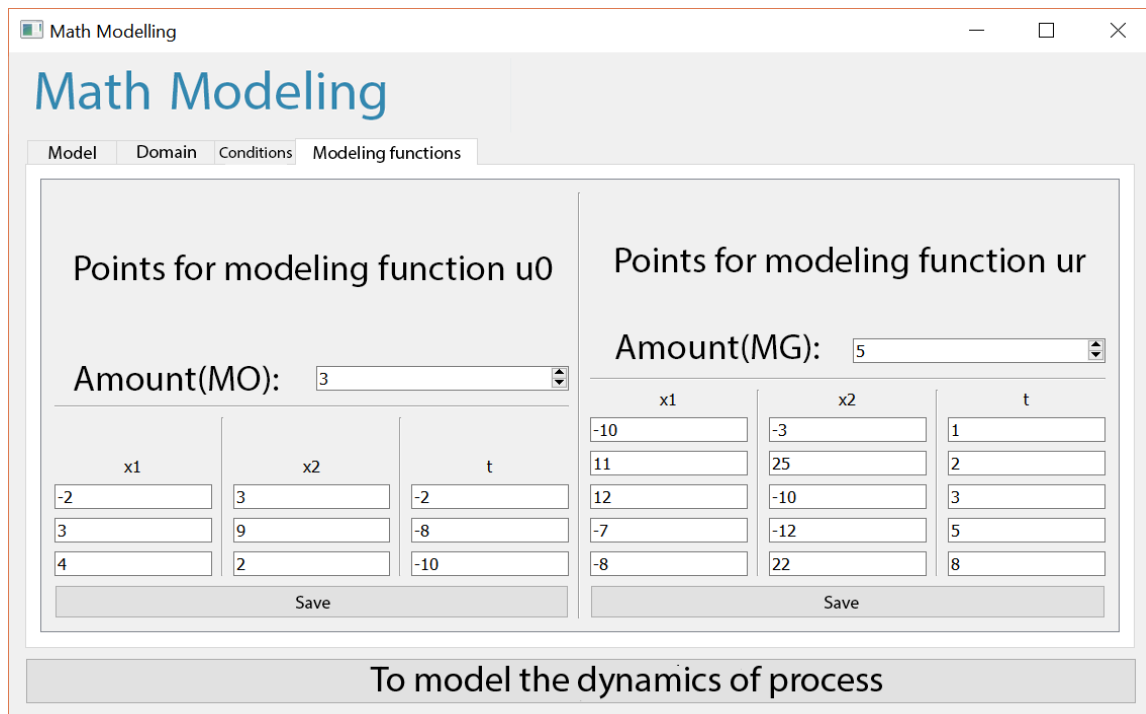 Math Modelling
Math Modeling
Model Domain Conditions Modeling functions
Points for modeling function u0
Amount(MO): 3
x1 x2 t
-2 3 -2
3 9 -8
4 2 -10
Save
Points for modeling function ur
Amount(MG): 5
x1 x2 t
-10 -3 1
11 25 2
12 -10 3
-7 -12 5
-8 22 8
Save
To model the dynamics of process